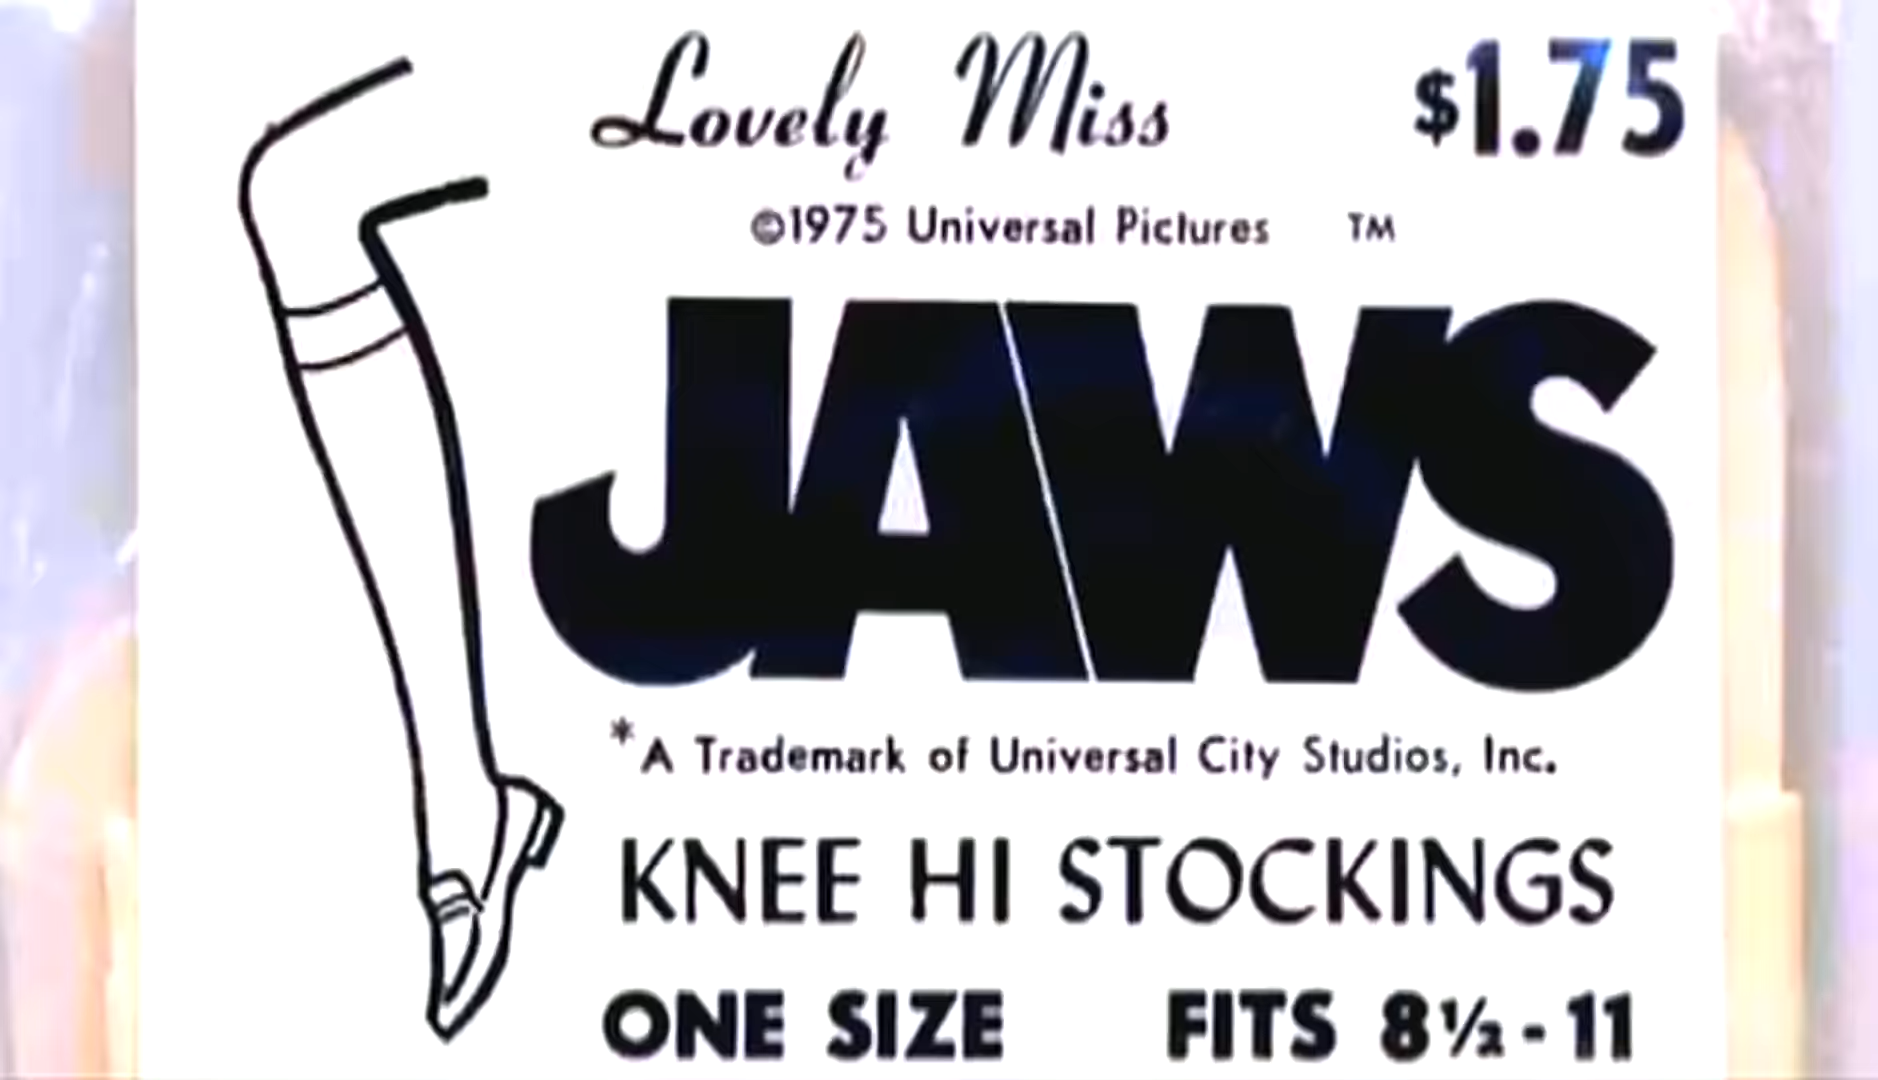 Lovely Miss $1.75
©1975 Universal Pictures TM
JAWS
*A Trademark of Universal City Studios, Inc.
KNEE HI STOCKINGS
ONE SIZE FITS 8½-11